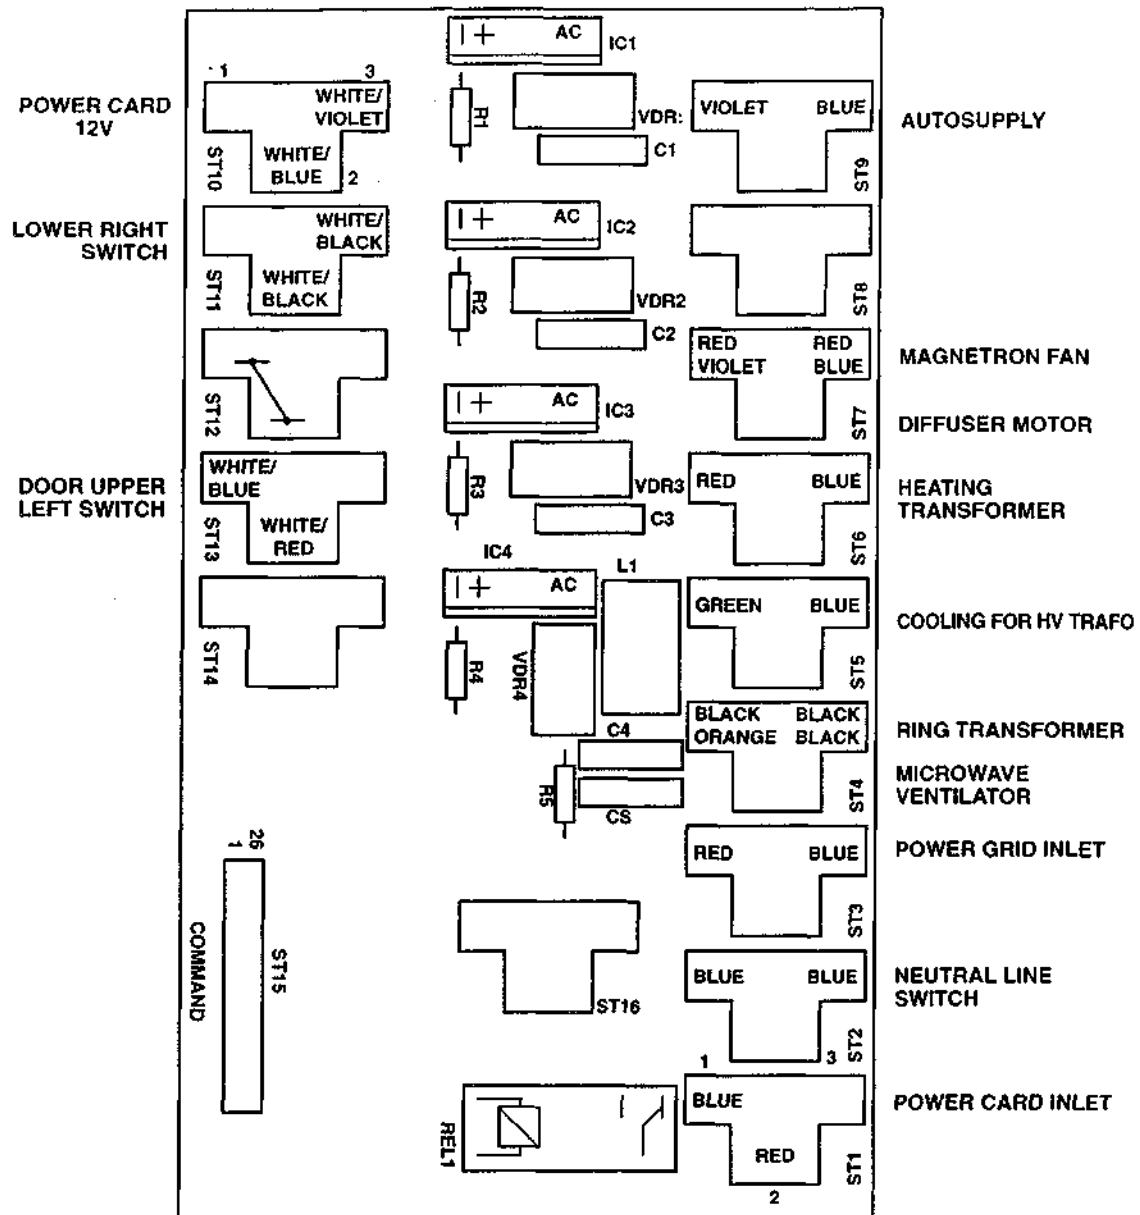 POWER CARD
12V
1
3
WHITE/
VIOLET
WHITE/
BLUE
2
ST10
LOWER RIGHT
SWITCH
WHITE/
BLACK
WHITE/
BLACK
ST11
ST12
DOOR UPPER
LEFT SWITCH
WHITE/
BLUE
WHITE/
RED
ST13
ST14
1
26
COMMAND
ST15
AC
IC1
R1
VDR:
C1
AC
IC2
R2
VDR2
C2
AC
IC3
R3
VDR3
C3
IC4
AC
L1
R4
VDR4
C4
R5
CS
ST16
REL1
VIOLET
BLUE
ST9
AUTOSUPPLY
ST8
RED
RED
VIOLET
BLUE
ST7
MAGNETRON FAN
DIFFUSER MOTOR
RED
BLUE
ST6
HEATING
TRANSFORMER
GREEN
BLUE
ST5
COOLING FOR HV TRAFO
BLACK
BLACK
ORANGE
BLACK
ST4
RING TRANSFORMER
MICROWAVE
VENTILATOR
RED
BLUE
ST3
POWER GRID INLET
BLUE
BLUE
ST2
NEUTRAL LINE
SWITCH
1
3
BLUE
RED
2
ST1
POWER CARD INLET